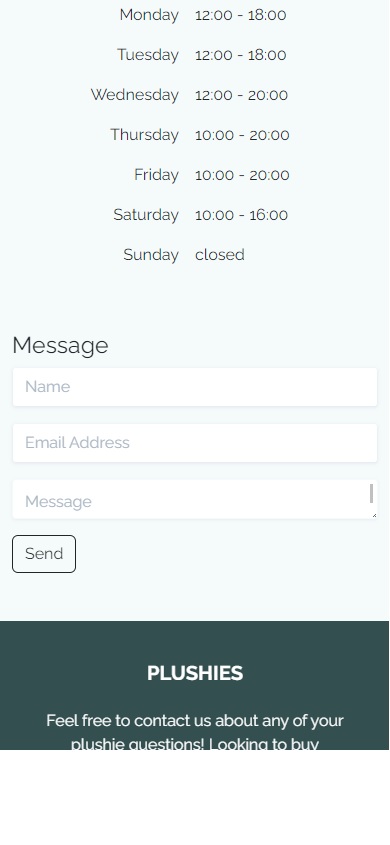 Monday 12:00 - 18:00
Tuesday 12:00 - 18:00
Wednesday 12:00 - 20:00
Thursday 10:00 - 20:00
Friday 10:00 - 20:00
Saturday 10:00 - 16:00
Sunday closed
Message
Name
Email Address
Message
Send
PLUSHIES
Feel free to contact us about any of your
plushie questions! Looking to buy